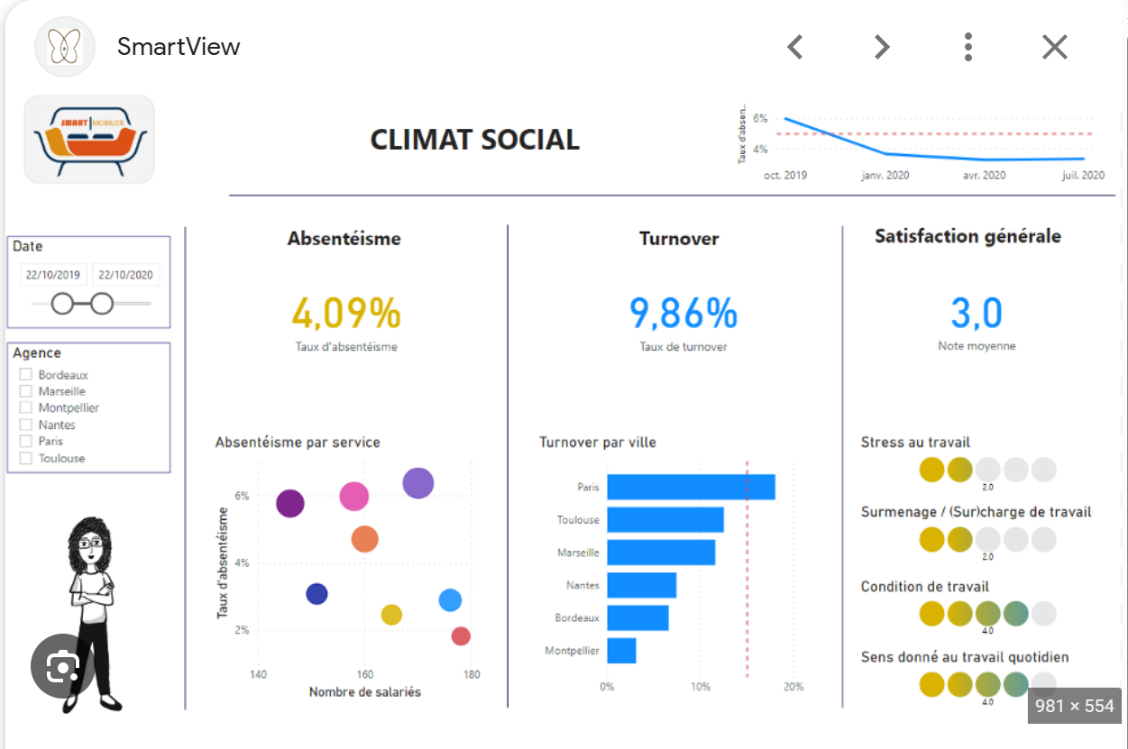 SmartView
SMART MOBILIER
CLIMAT SOCIAL
Taux d'absen...
6%
4%
oct. 2019 janv. 2020 avr. 2020 juil. 2020
Date
22/10/2019 22/10/2020
Agence
Bordeaux
Marseille
Montpellier
Nantes
Paris
Toulouse
Absentéisme
4,09%
Taux d'absentéisme
Absentéisme par service
Taux d'absentéisme
6%
4%
2%
140 160 180
Nombre de salariés
Turnover
9,86%
Taux de turnover
Turnover par ville
Paris
Toulouse
Marseille
Nantes
Bordeaux
Montpellier
0% 10% 20%
Satisfaction générale
3,0
Note moyenne
Stress au travail
2.0
Surmenage / (Sur)charge de travail
2.0
Condition de travail
4.0
Sens donné au travail quotidien
4.0
981 × 554